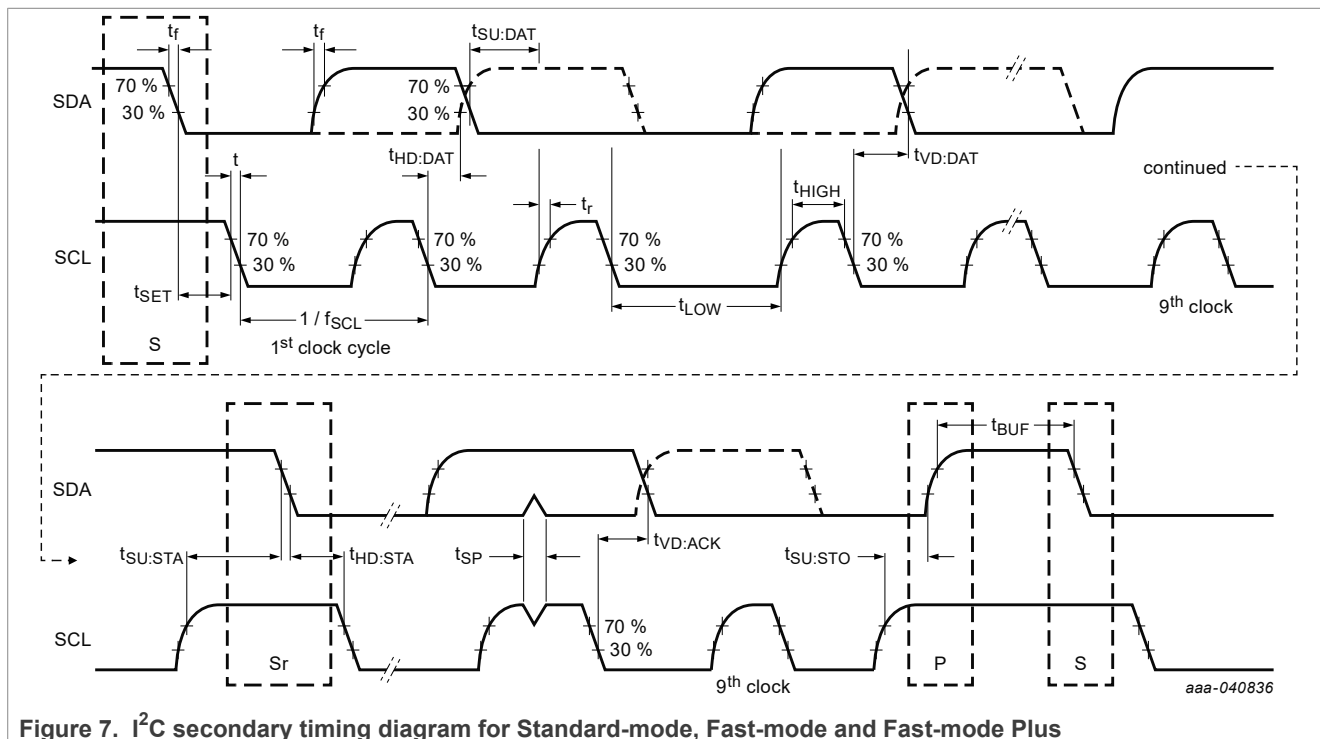 tf tf tSU:DAT
70 % 70 %
SDA
30 % 30 %
t tHD:DAT tVD:DAT
continued
tr tHIGH
70 % 70 % 70 % 70 %
SCL
30 % 30 % 30 % 30 %
tSET
1 / fSCL tLOW 9th clock
S 1st clock cycle
tBUF
SDA
tSU:STA tHD:STA tSP tVD:ACK tSU:STO
70 %
SCL
30 %
Sr P S
9th clock
aaa-040836
Figure 7. I2C secondary timing diagram for Standard-mode, Fast-mode and Fast-mode Plus